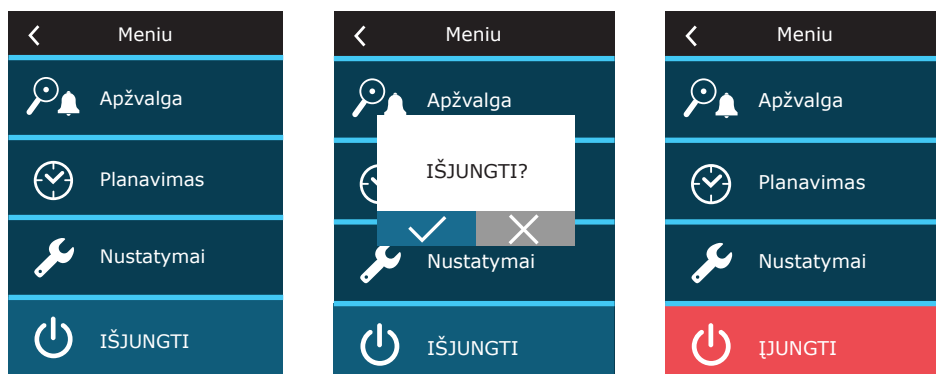 Meniu
Apžvalga
Planavimas
Nustatymai
IŠJUNGTI
Meniu
Apžvalga
IŠJUNGTI?
Nustatymai
IŠJUNGTI
Meniu
Apžvalga
Planavimas
Nustatymai
ĮJUNGTI